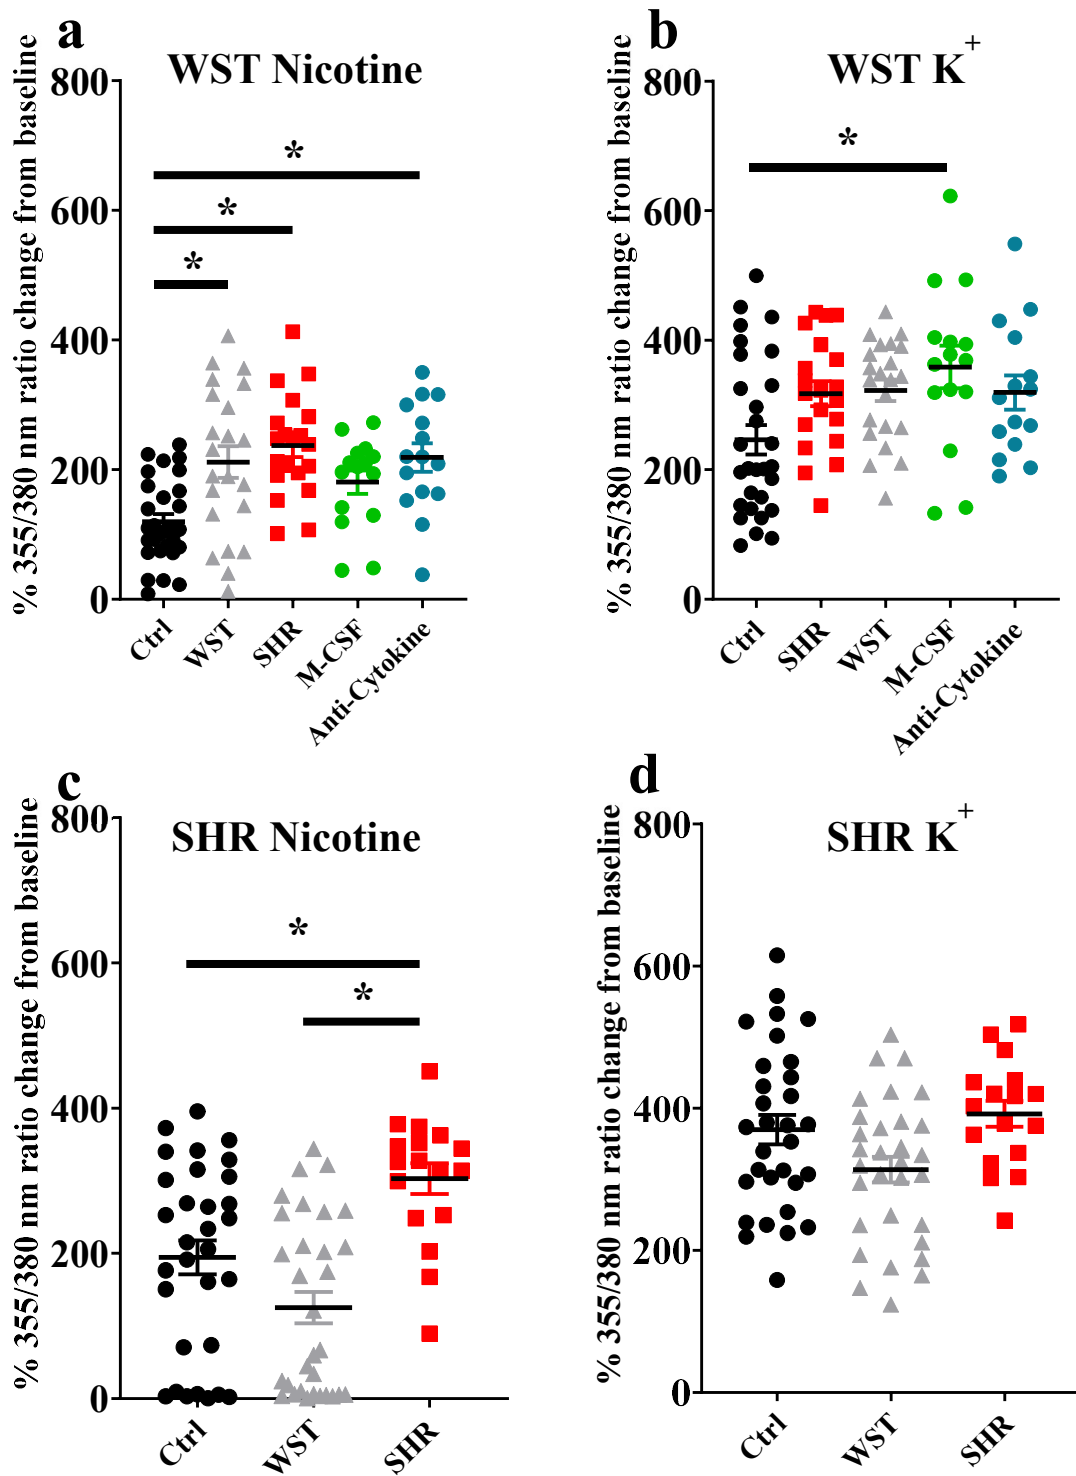 a
WST Nicotine
% 355/380 nm ratio change from baseline
800
600
400
200
0
*
*
*
Ctrl
WST
SHR
M-CSF
Anti-Cytokine
b
WST K+
% 355/380 nm ratio change from baseline
800
600
400
200
0
*
Ctrl
SHR
WST
M-CSF
Anti-Cytokine
c
SHR Nicotine
% 355/380 nm ratio change from baseline
800
600
400
200
0
*
*
Ctrl
WST
SHR
d
SHR K+
% 355/380 nm ratio change from baseline
800
600
400
200
0
Ctrl
WST
SHR